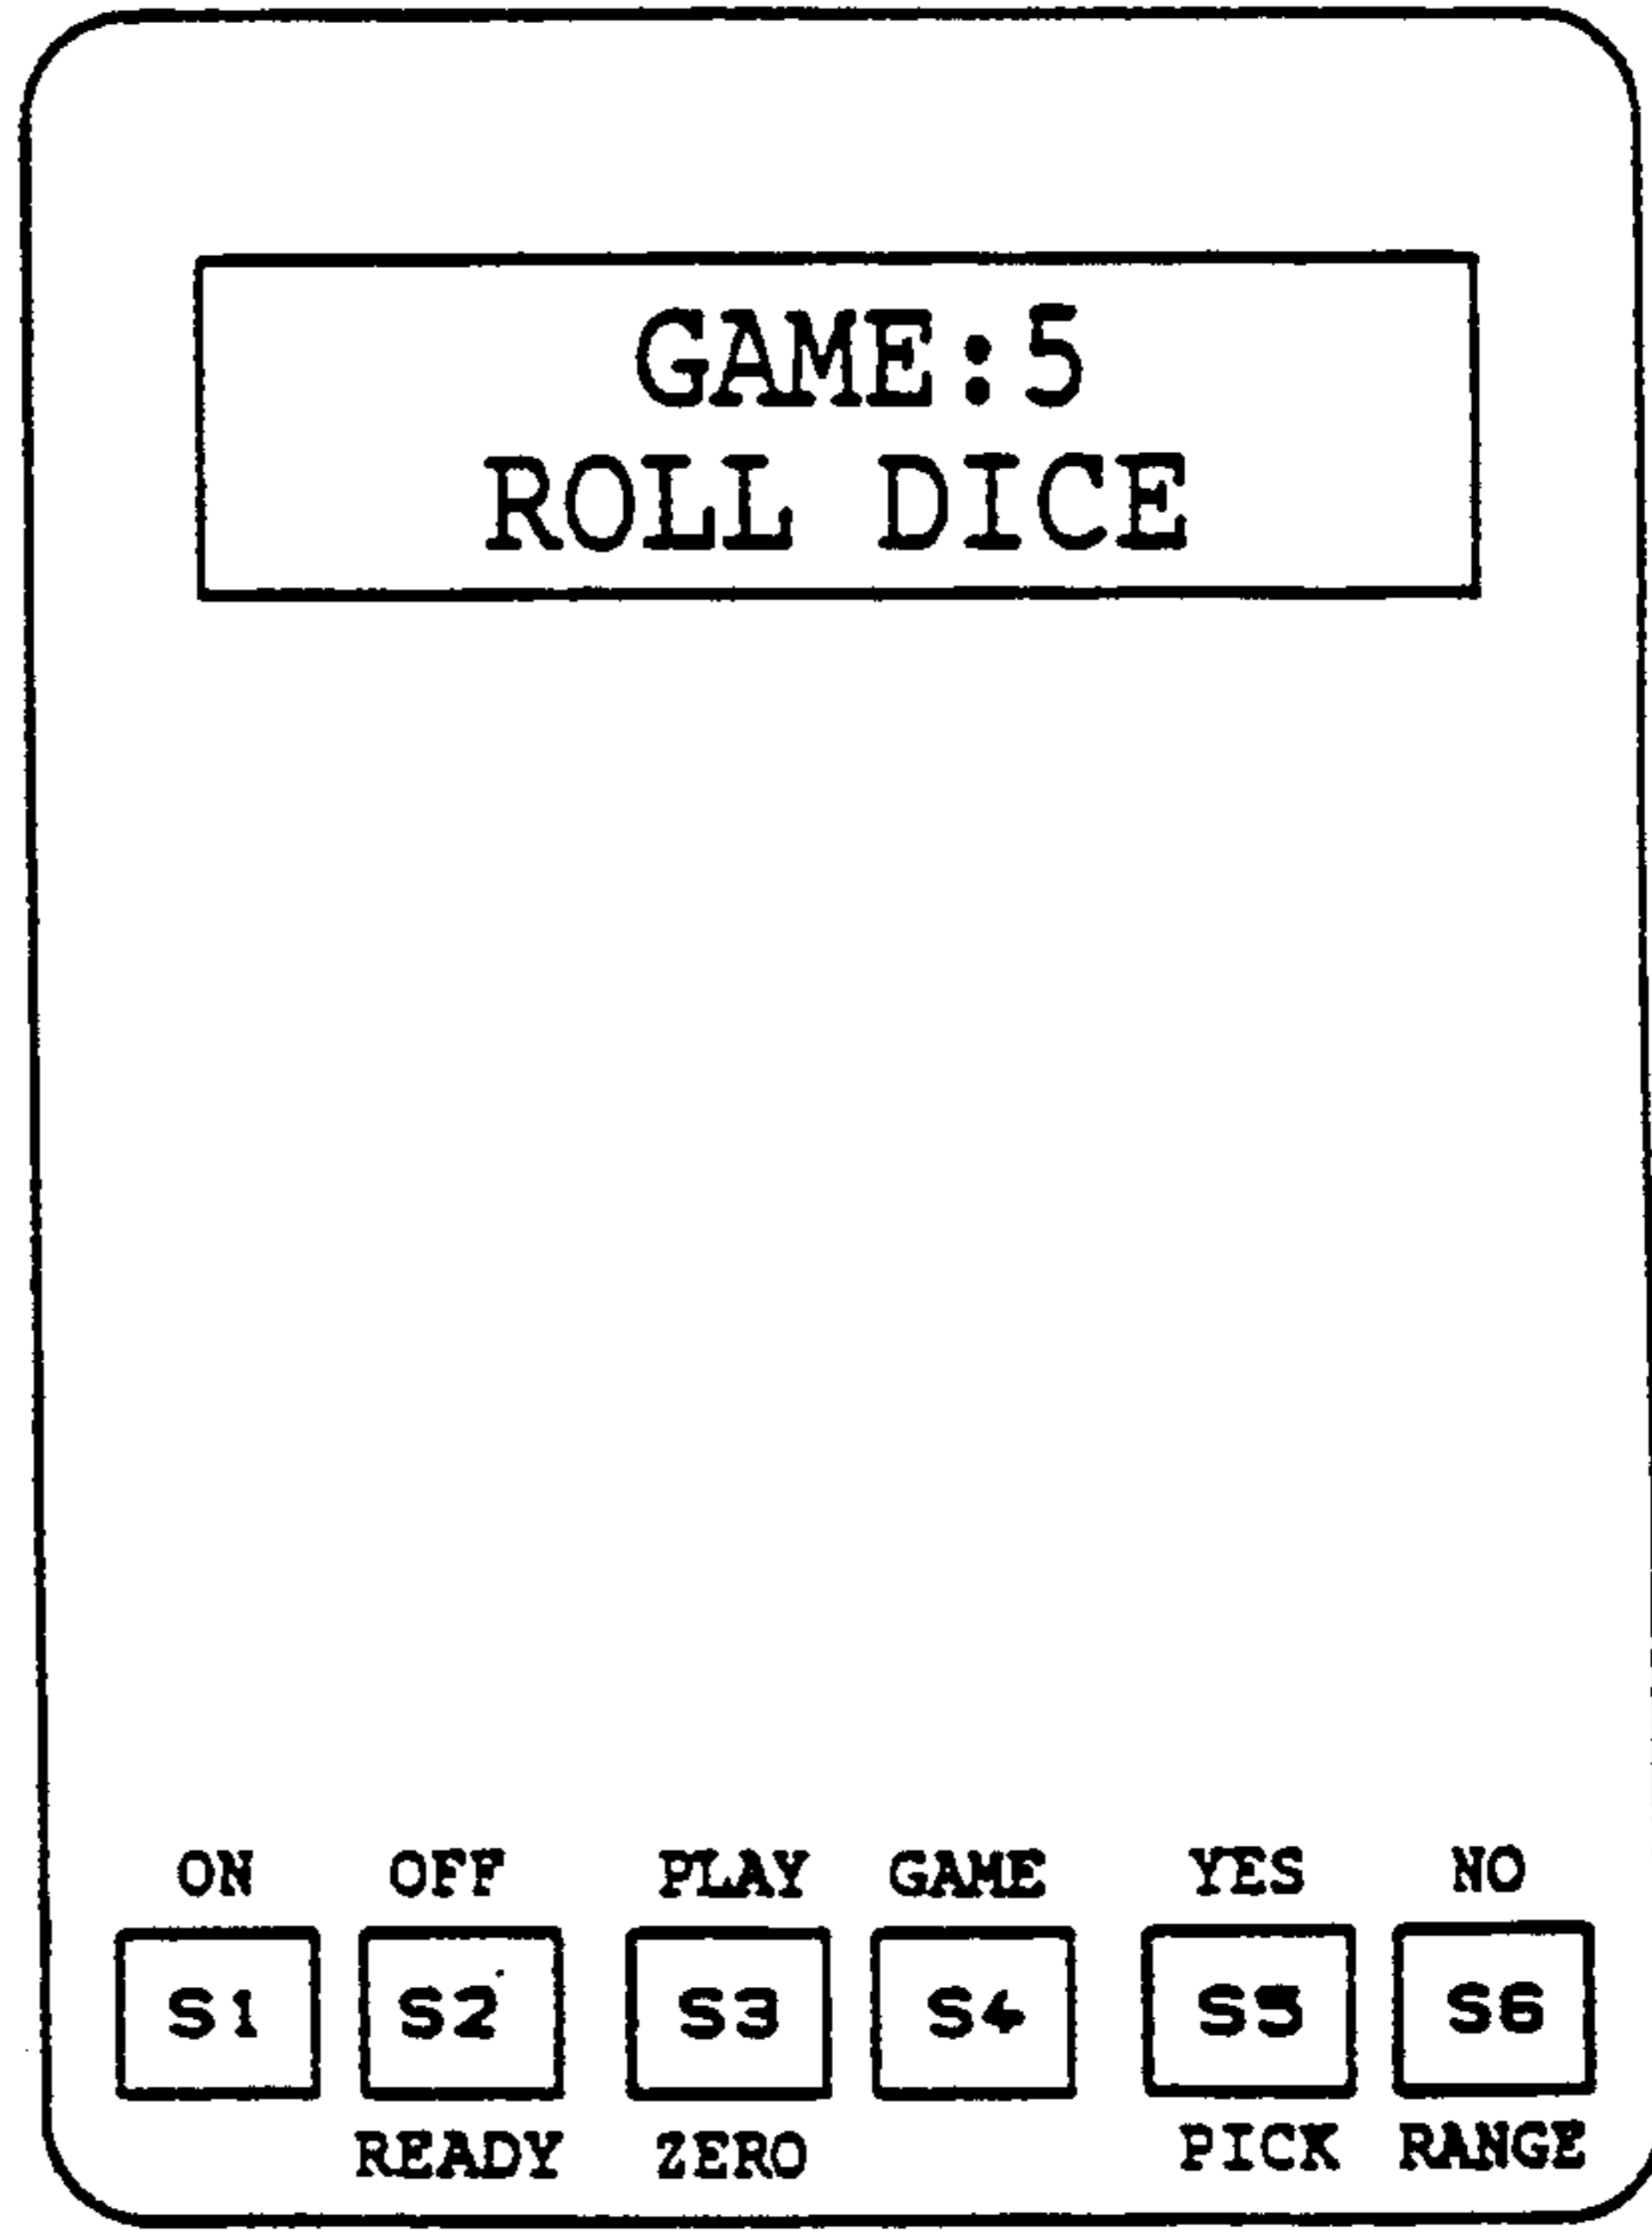 GAME:5
ROLL DICE
ON OFF PLAY GAME YES NO
S1 S2 S3 S4 S5 S6
READY ZERO PICK RANGE